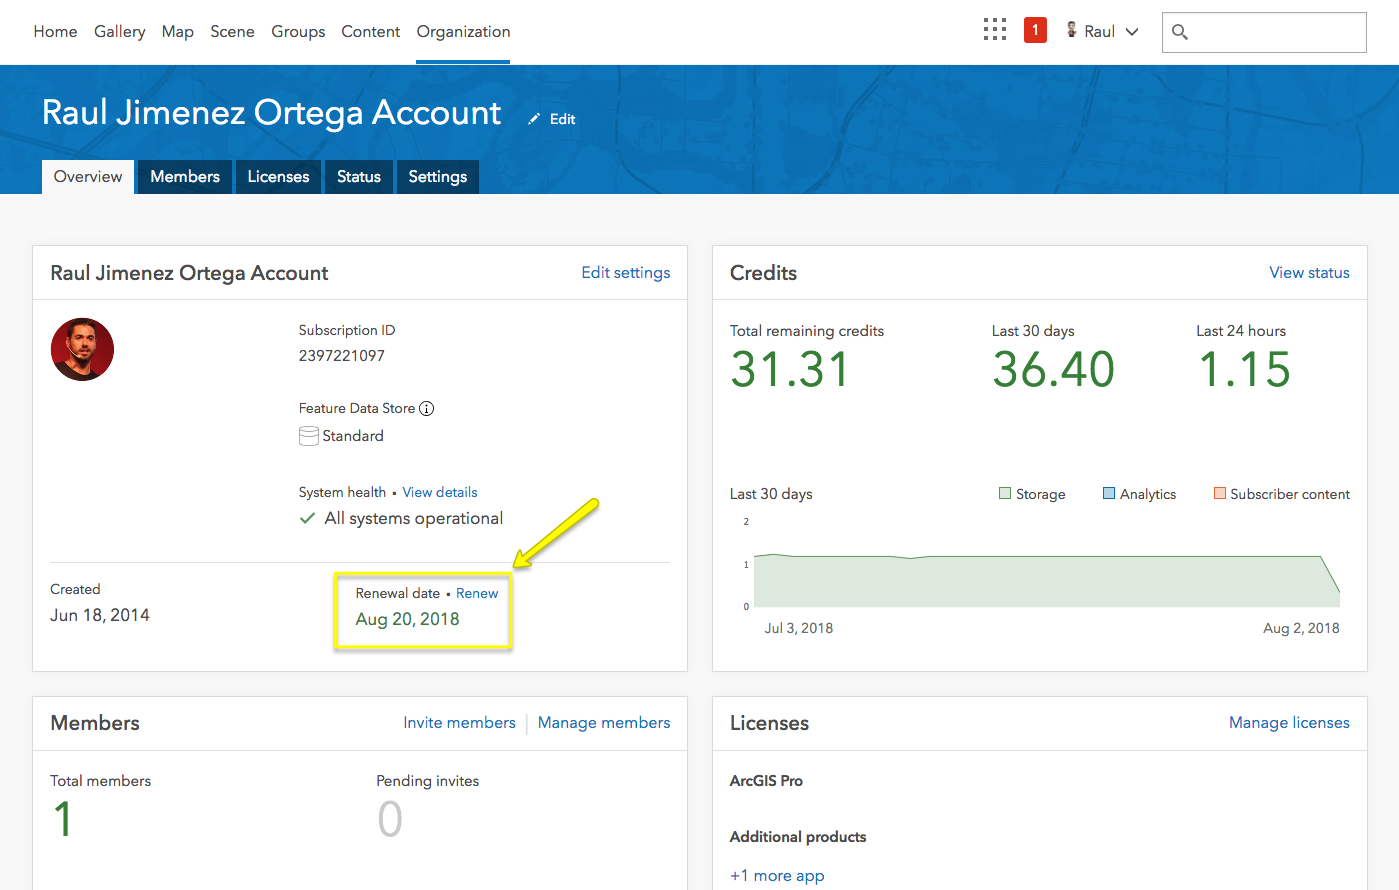 Home Gallery Map Scene Groups Content Organization 1 Raul
Raul Jimenez Ortega Account Edit
Overview Members Licenses Status Settings
Raul Jimenez Ortega Account Edit settings
Subscription ID
2397221097
Feature Data Store
Standard
System health • View details
All systems operational
Created
Jun 18, 2014
Renewal date • Renew
Aug 20, 2018
Credits View status
Total remaining credits Last 30 days Last 24 hours
31.31 36.40 1.15
Last 30 days Storage Analytics Subscriber content
2
1
0
Jul 3, 2018 Aug 2, 2018
Members Invite members Manage members
Total members Pending invites
1 0
Licenses Manage licenses
ArcGIS Pro
Additional products
+1 more app